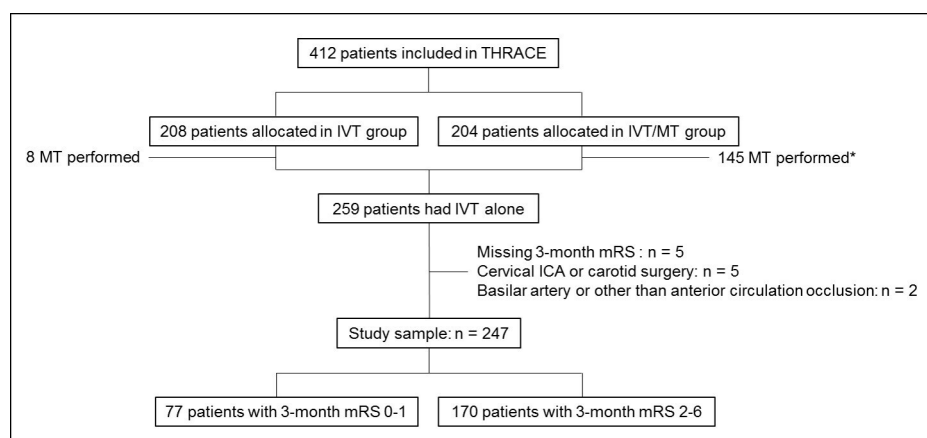 412 patients included in THRACE
208 patients allocated in IVT group
204 patients allocated in IVT/MT group
8 MT performed
145 MT performed*
259 patients had IVT alone
Missing 3-month mRS : n = 5
Cervical ICA or carotid surgery: n = 5
Basilar artery or other than anterior circulation occlusion: n = 2
Study sample: n = 247
77 patients with 3-month mRS 0-1
170 patients with 3-month mRS 2-6